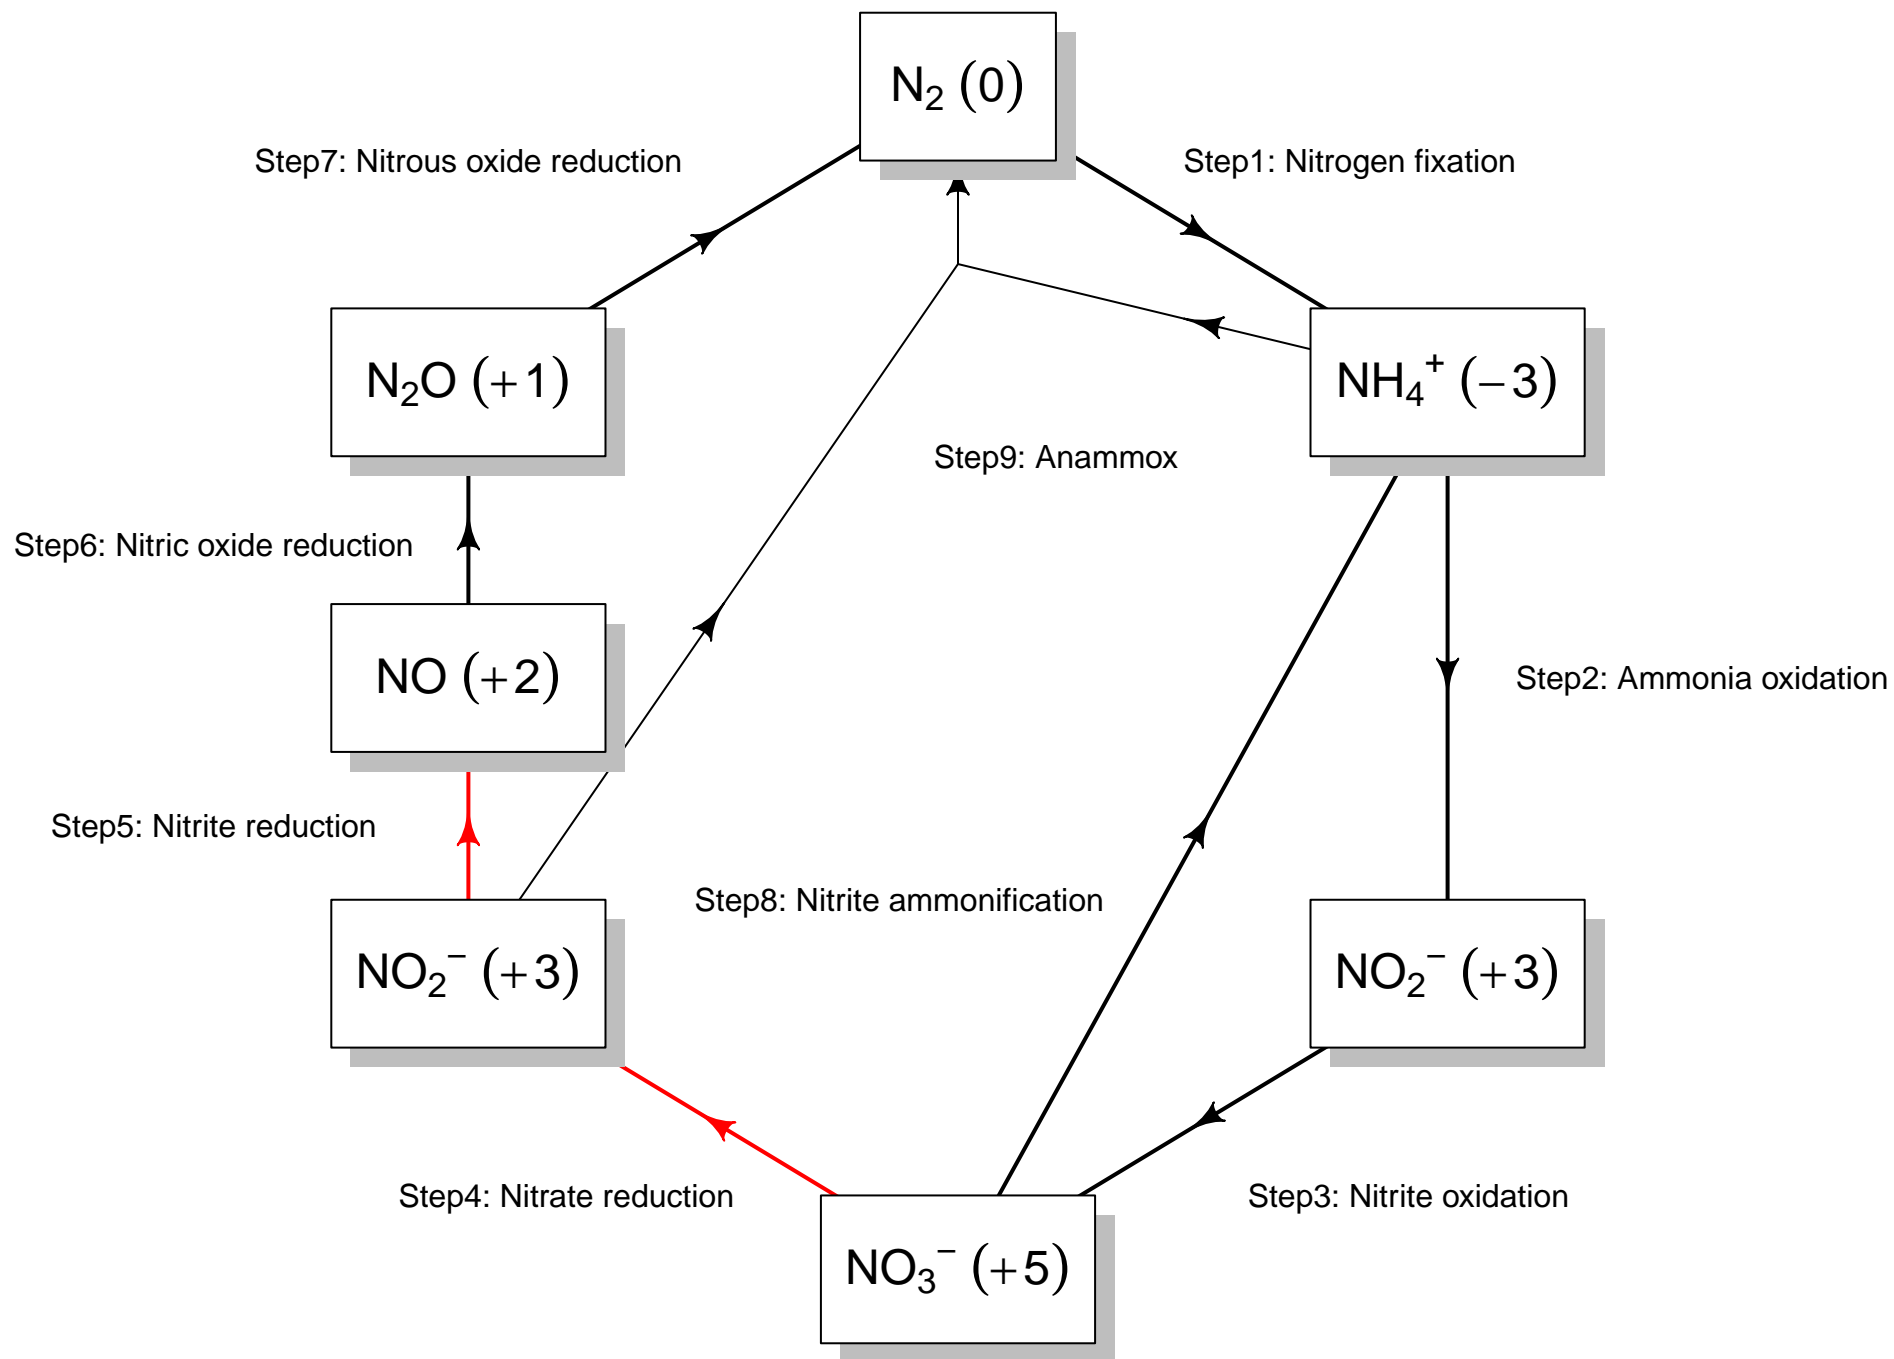 N₂ (0)
Step7: Nitrous oxide reduction
Step1: Nitrogen fixation
N₂O (+1)
NH₄⁺ (−3)
Step9: Anammox
Step6: Nitric oxide reduction
NO (+2)
Step2: Ammonia oxidation
Step5: Nitrite reduction
Step8: Nitrite ammonification
NO₂⁻ (+3)
NO₂⁻ (+3)
Step4: Nitrate reduction
Step3: Nitrite oxidation
NO₃⁻ (+5)